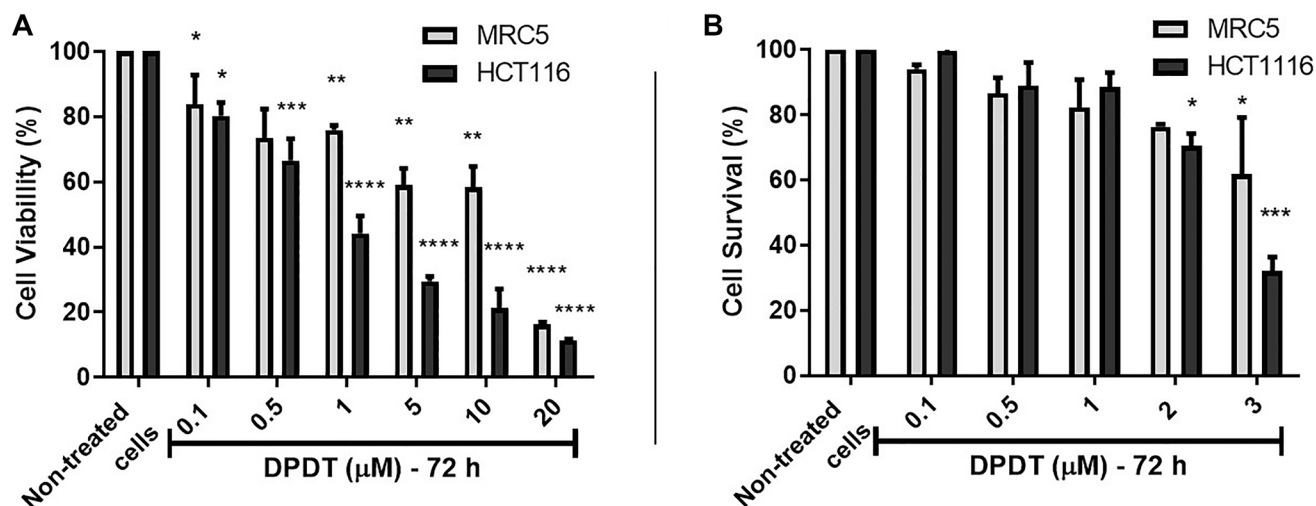 A
MRC5
HCT116
Cell Viabillity (%)
100
80
60
40
20
0
*
*
***
**
****
**
****
**
****
****
****
Non-treated
cells
0.1
0.5
1
5
10
20
DPDT (μM) - 72 h
B
MRC5
HCT1116
Cell Survival (%)
100
80
60
40
20
0
*
*
***
Non-treated
cells
0.1
0.5
1
2
3
DPDT (μM) - 72 h